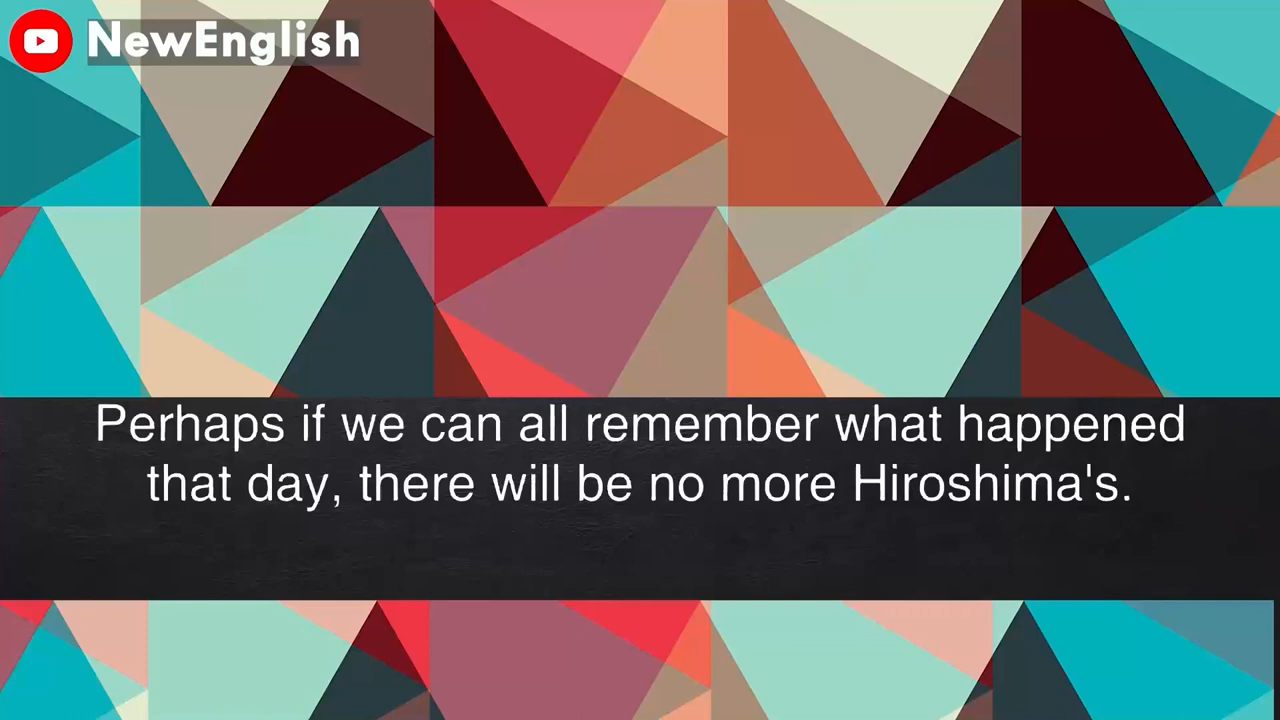 NewEnglish
Perhaps if we can all remember what happened
that day, there will be no more Hiroshima's.